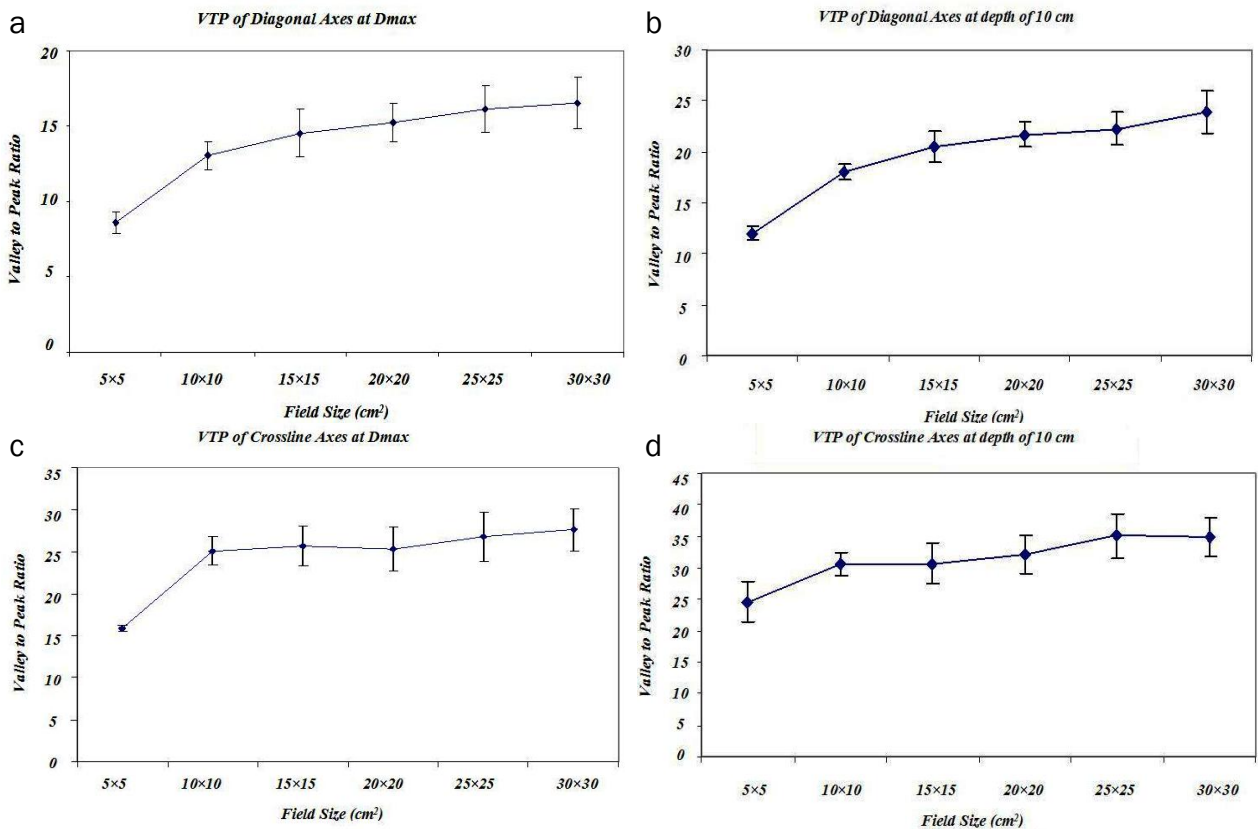 a
VTP of Diagonal Axes at Dmax
20
15
10
5
0
Valley to Peak Ratio
5×5 10×10 15×15 20×20 25×25 30×30
Field Size (cm²)
b
VTP of Diagonal Axes at depth of 10 cm
30
25
20
15
10
5
0
Valley to Peak Ratio
5×5 10×10 15×15 20×20 25×25 30×30
Field Size (cm²)
c
VTP of Crossline Axes at Dmax
35
30
25
20
15
10
5
0
Valley to Peak Ratio
5×5 10×10 15×15 20×20 25×25 30×30
Field Size (cm²)
d
VTP of Crossline Axes at depth of 10 cm
45
40
35
30
25
20
15
10
5
0
Valley to Peak Ratio
5×5 10×10 15×15 20×20 25×25 30×30
Field Size (cm²)